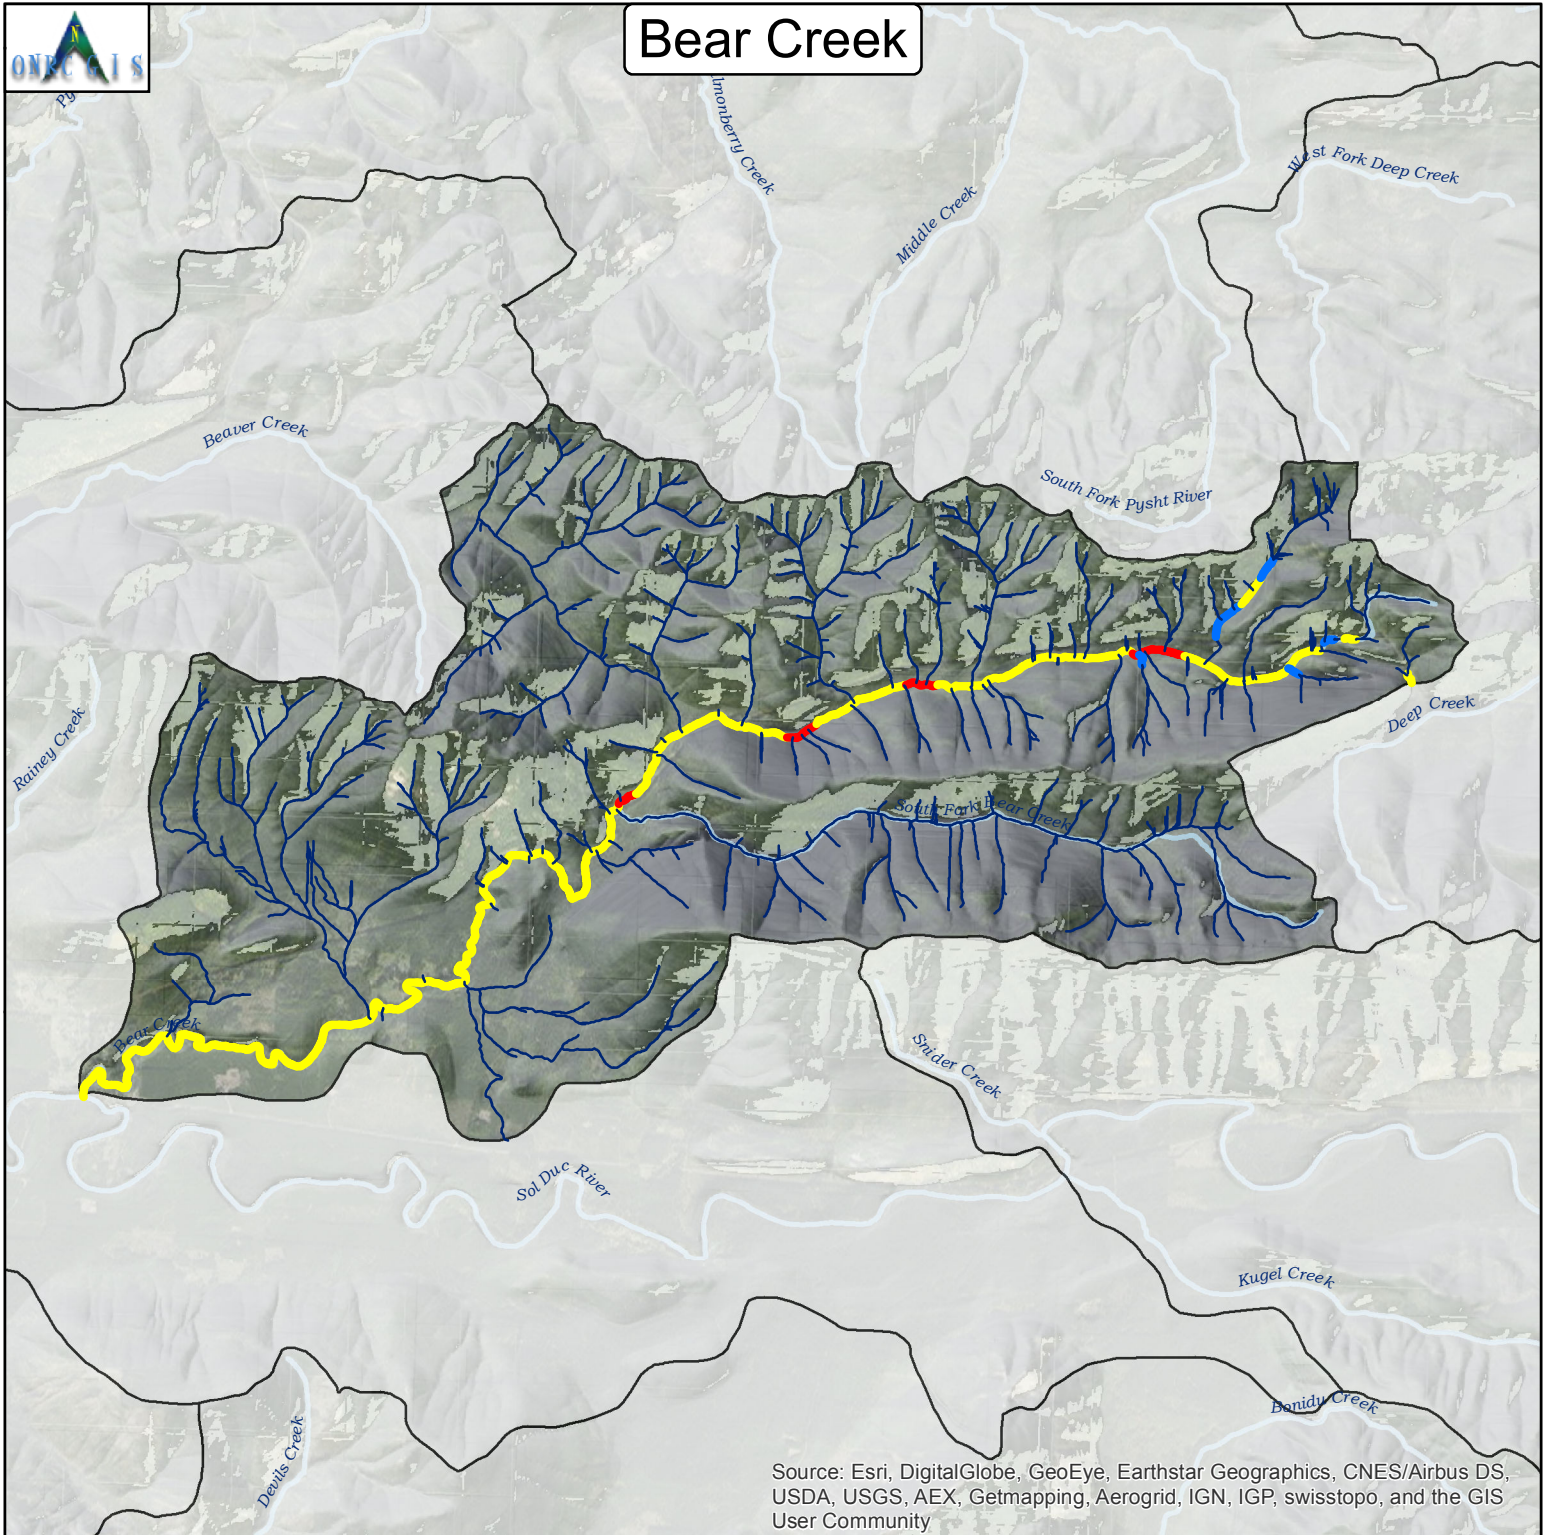 Bear Creek
N
ONRC GIS
Py
lmonberry Creek
Middle Creek
West Fork Deep Creek
Beaver Creek
South Fork Pysht River
Rainey Creek
Deep Creek
South Fork Bear Creek
Bear Creek
Snider Creek
Sol Duc River
Kugel Creek
Bonidu Creek
Devils Creek
Source: Esri, DigitalGlobe, GeoEye, Earthstar Geographics, CNES/Airbus DS,
USDA, USGS, AEX, Getmapping, Aerogrid, IGN, IGP, swisstopo, and the GIS
User Community